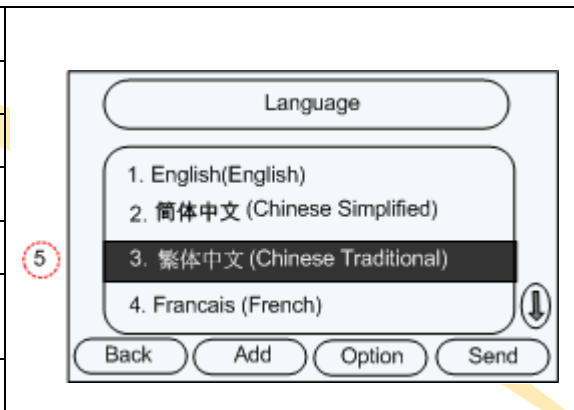 Language
1. English(English)
2. 简体中文 (Chinese Simplified)
5
3. 繁体中文 (Chinese Traditional)
4. Francais (French)
Back Add Option Send